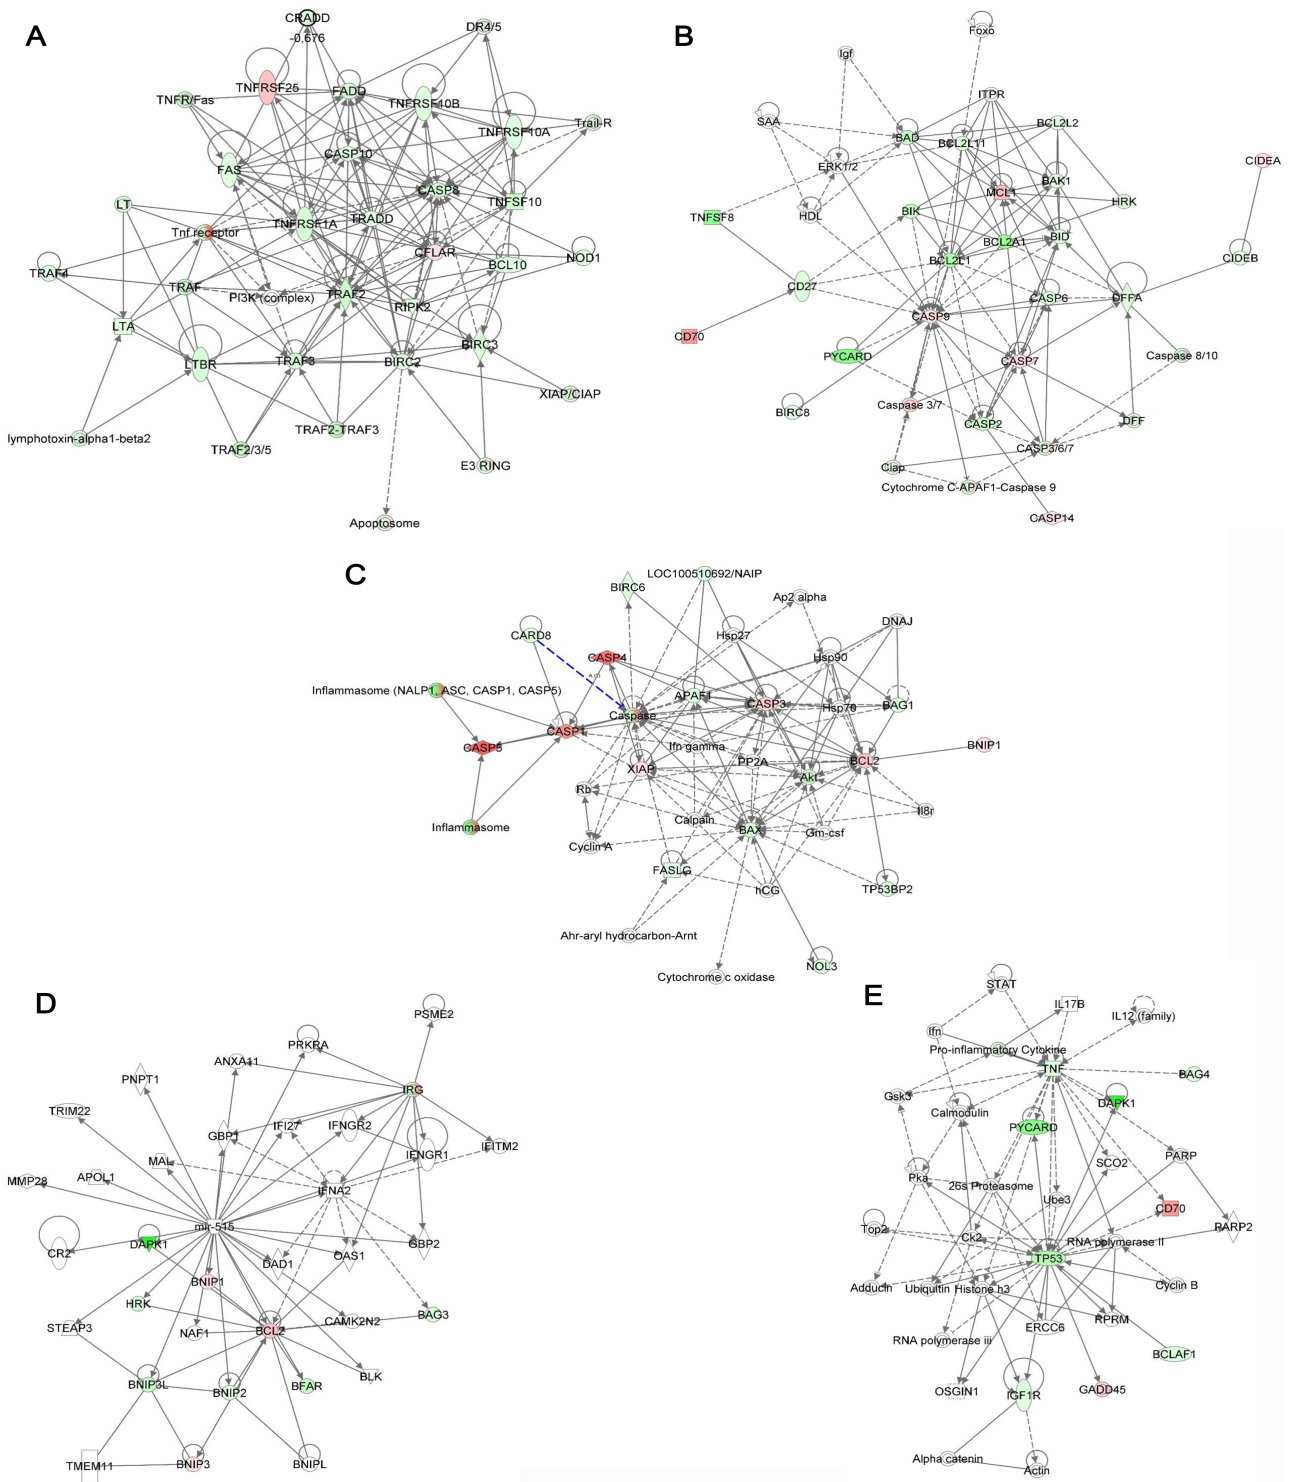 A
CRADD
-0,676
DR4/5
TNFRSF25
FADD
TNFR/Fas
TNFRSF10B
TNFRSF10A
Trail-R
CASP10
FAS
CASP8
TNFSF10
LT
TNFRSF1A
TRADD
Tnf receptor
CFLAR
BCL10
NOD1
TRAF4
TRAF
PI3K (complex)
TRAF2
RIPK2
LTA
BIRC3
LTBR
TRAF3
BIRC2
XIAP/CIAP
TRAF2-TRAF3
lymphotoxin-alpha1-beta2
TRAF2/3/5
E3 RING
Apoptosome
B
Foxo
Igf
ITPR
SAA
BAD
BCL2L11
BCL2L2
ERK1/2
CIDEA
MCL1
BAK1
HRK
TNFSF8
HDL
BIK
BCL2A1
BID
BCL2L1
CIDEB
CD27
CASP6
DFFA
CASP9
CD70
PYCARD
CASP7
Caspase 8/10
Caspase 3/7
BIRC8
CASP2
DFF
CASP3/6/7
Ciap
Cytochrome C-APAF1-Caspase 9
CASP14
C
LOC100510692/NAIP
BIRC6
Ap2 alpha
CARD8
Hsp27
DNAJ
CASP4
Hsp90
Inflammasome (NALP1, ASC, CASP1, CASP5)
APAF1
CASP3
Hsp70
BAG1
Caspase
CASP1
CASP5
Ifn gamma
BNIP1
XIAP
PP2A
BCL2
Akt
Rb
Il8r
Inflammasome
Calpain
BAX
Gm-csf
Cyclin A
FASLG
hCG
TP53BP2
Ahr-aryl hydrocarbon-Arnt
NOL3
Cytochrome c oxidase
D
PSME2
PRKRA
ANXA11
PNPT1
IRG
TRIM22
GBP1
IFI27
IFNGR2
IFNGR1
IFITM2
MAL
MMP28
APOL1
IFNA2
mir-515
CR2
DAPK1
DAD1
OAS1
GBP2
BNIP1
HRK
BAG3
STEAP3
NAF1
BCL2
CAMK2N2
BNIP3L
BNIP2
BFAR
BLK
TMEM11
BNIP3
BNIPL
E
STAT
IL17B
IL12 (family)
Ifn
Pro-inflammatory Cytokine
TNF
BAG4
Gsk3
Calmodulin
DAPK1
PYCARD
SCO2
PARP
Pka
26s Proteasome
Ube3
CD70
Top2
Ck2
RNA polymerase II
PARP2
TP53
Adducin
Ubiquitin
Histone h3
Cyclin B
ERCC6
RPRM
RNA polymerase iii
BCLAF1
OSGIN1
IGF1R
GADD45
Alpha catenin
Actin